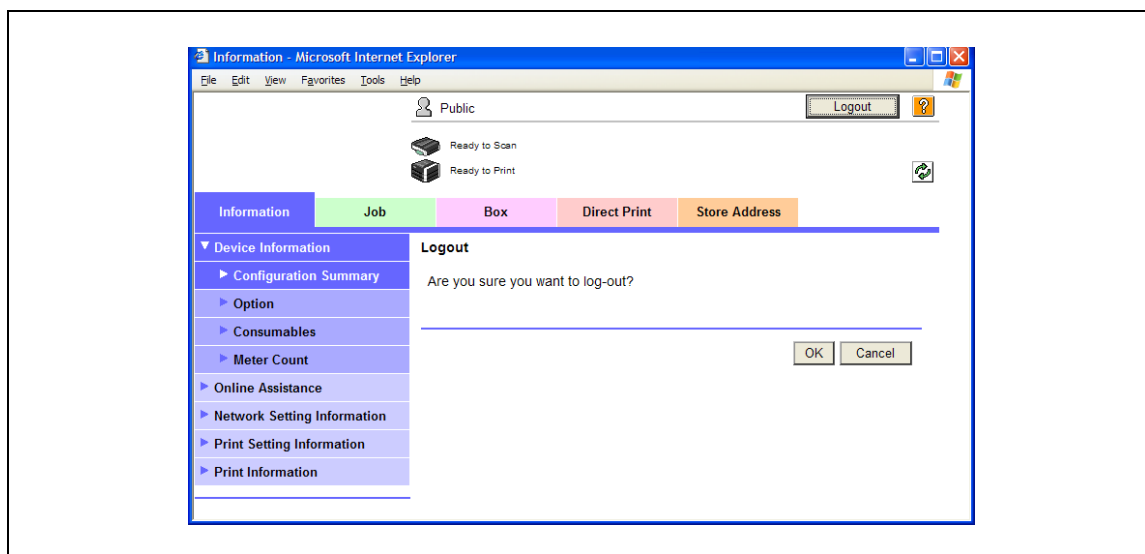 Information - Microsoft Internet Explorer
File Edit View Favorites Tools Help
Public
Logout
?
Ready to Scan
Ready to Print
Information Job Box Direct Print Store Address
Device Information
Configuration Summary
Option
Consumables
Meter Count
Online Assistance
Network Setting Information
Print Setting Information
Print Information
Logout
Are you sure you want to log-out?
OK Cancel